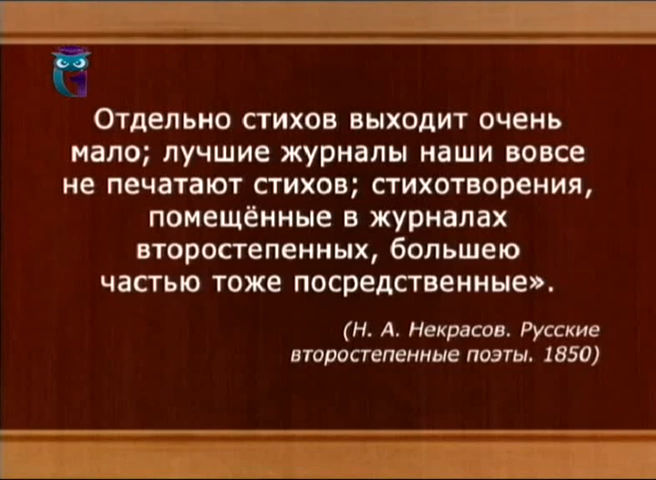 Отдельно стихов выходит очень
мало; лучшие журналы наши вовсе
не печатают стихов; стихотворения,
помещённые в журналах
второстепенных, большею
частью тоже посредственные».
(Н. А. Некрасов. Русские
второстепенные поэты. 1850)